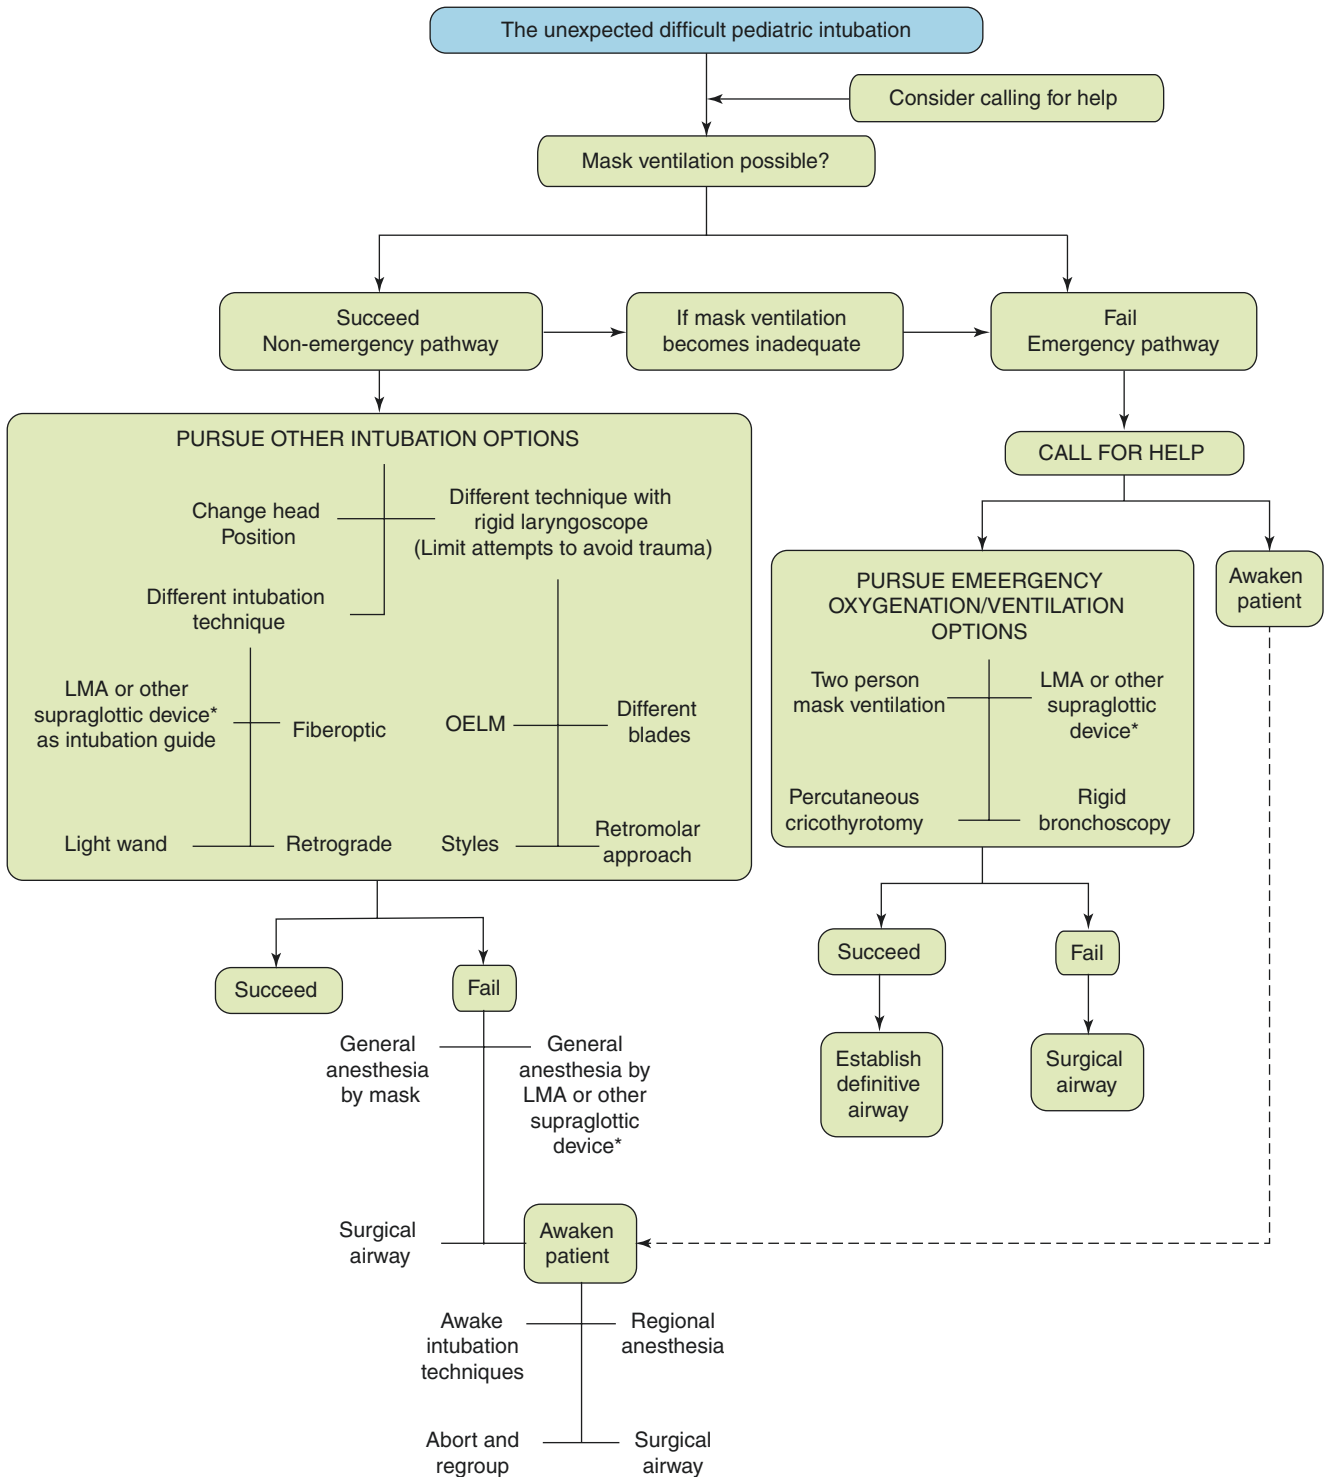 The unexpected difficult pediatric intubation
Consider calling for help
Mask ventilation possible?
Succeed
Non-emergency pathway
If mask ventilation
becomes inadequate
Fail
Emergency pathway
PURSUE OTHER INTUBATION OPTIONS
Change head
Position
Different technique with
rigid laryngoscope
(Limit attempts to avoid trauma)
Different intubation
technique
LMA or other
supraglottic device*
as intubation guide
Fiberoptic
Light wand
Retrograde
OELM
Different
blades
Styles
Retromolar
approach
CALL FOR HELP
PURSUE EMEERGENCY
OXYGENATION/VENTILATION
OPTIONS
Two person
mask ventilation
LMA or other
supraglottic
device*
Percutaneous
cricothyrotomy
Rigid
bronchoscopy
Awaken
patient
Succeed
Fail
General
anesthesia
by mask
General
anesthesia by
LMA or other
supraglottic
device*
Succeed
Establish
definitive
airway
Fail
Surgical
airway
Surgical
airway
Awaken
patient
Awake
intubation
techniques
Regional
anesthesia
Abort and
regroup
Surgical
airway